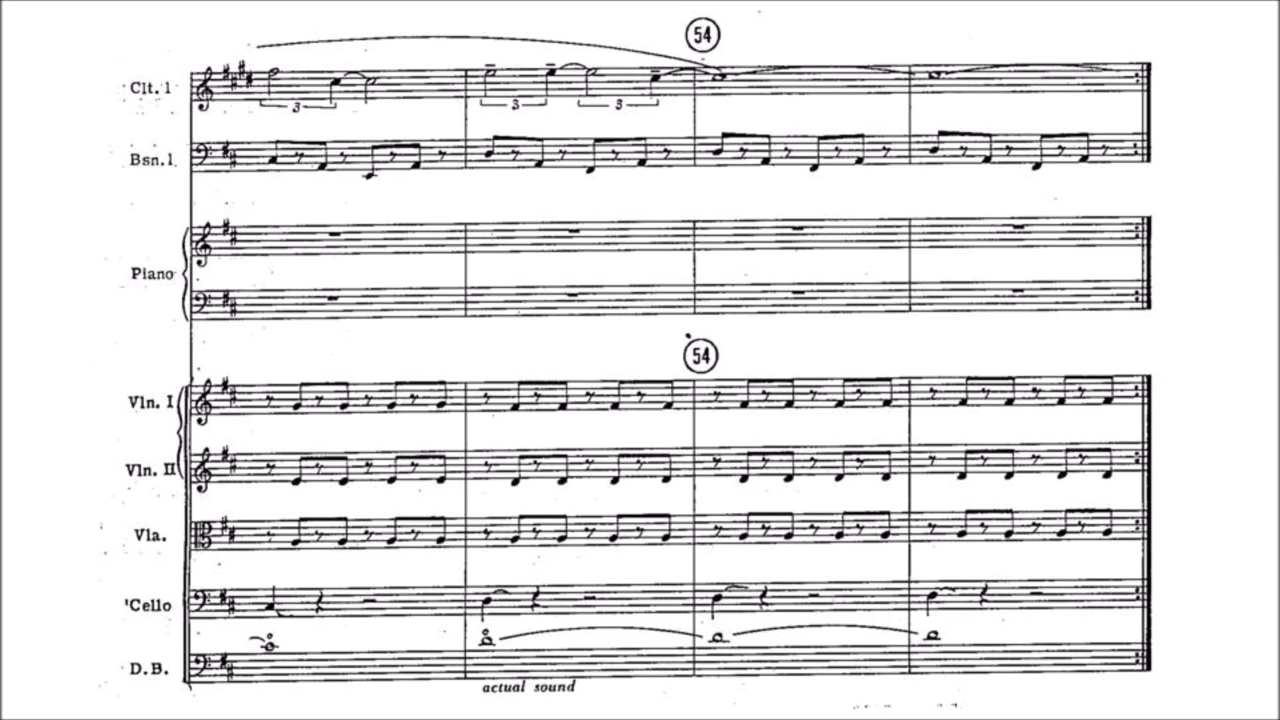 54
Clt. 1
3
3
3
Bsn.1.
Piano
54
Vln. I
Vln. II
Vla.
'Cello
D.B.
actual sound